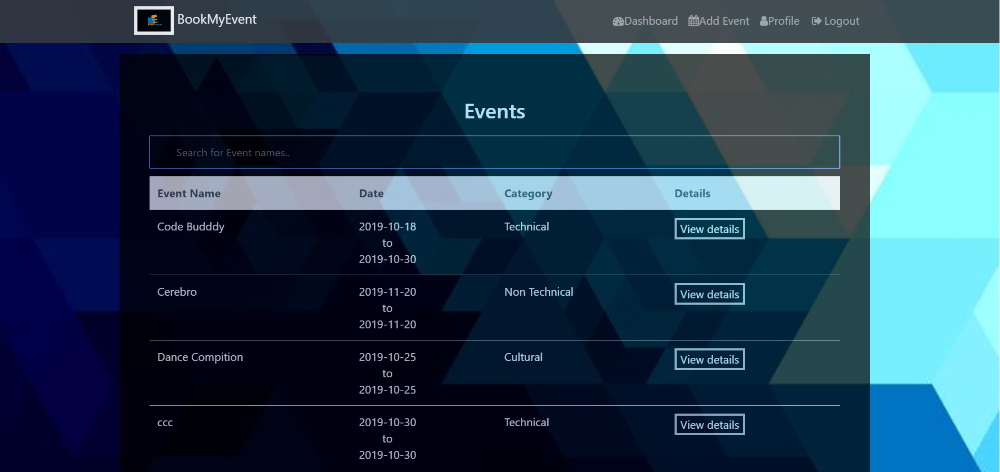 BookMyEvent
Dashboard Add Event Profile Logout
Events
Search for Event names..
Event Name Date Category Details
Code Budddy 2019-10-18 Technical View details
to
2019-10-30
Cerebro 2019-11-20 Non Technical View details
to
2019-11-20
Dance Compition 2019-10-25 Cultural View details
to
2019-10-25
ccc 2019-10-30 Technical View details
to
2019-10-30